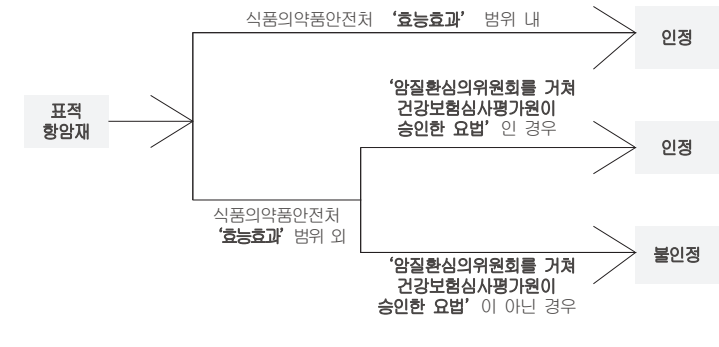 식품의약품안전처 ‘효능효과’ 범위 내
인정
표적
항암재
‘암질환심의위원회를 거쳐
건강보험심사평가원이
승인한 요법’ 인 경우
인정
식품의약품안전처
‘효능효과’ 범위 외
불인정
‘암질환심의위원회를 거쳐
건강보험심사평가원이
승인한 요법’ 이 아닌 경우